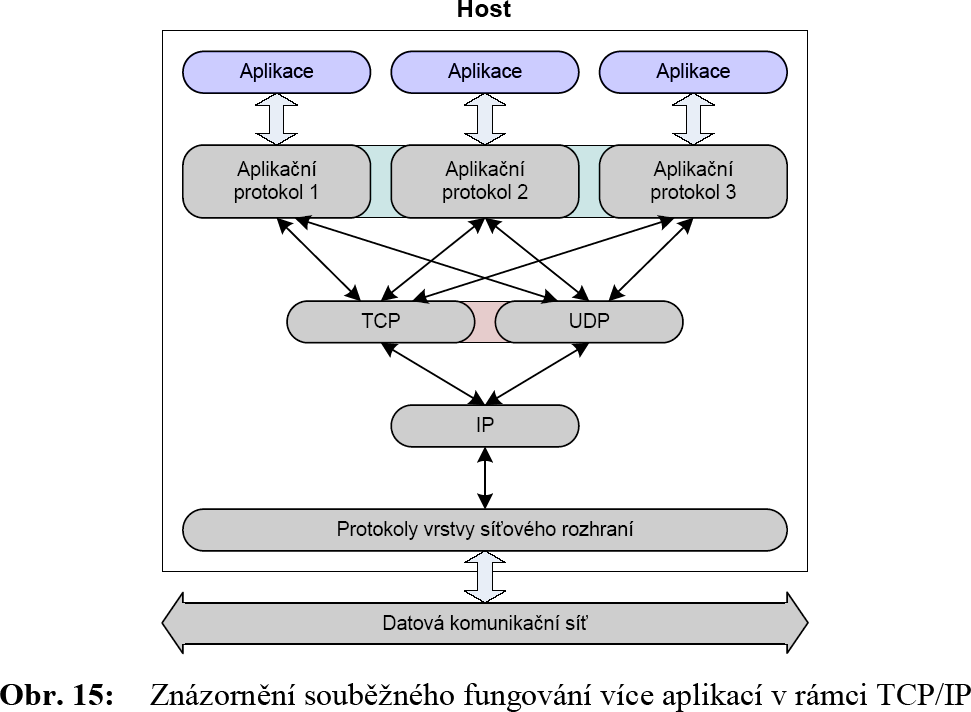 Host
Aplikace
Aplikace
Aplikace
Aplikační
protokol 1
Aplikační
protokol 2
Aplikační
protokol 3
TCP
UDP
IP
Protokoly vrstvy síťového rozhraní
Datová komunikační síť
Obr. 15: Znázornění souběžného fungování více aplikací v rámci TCP/IP